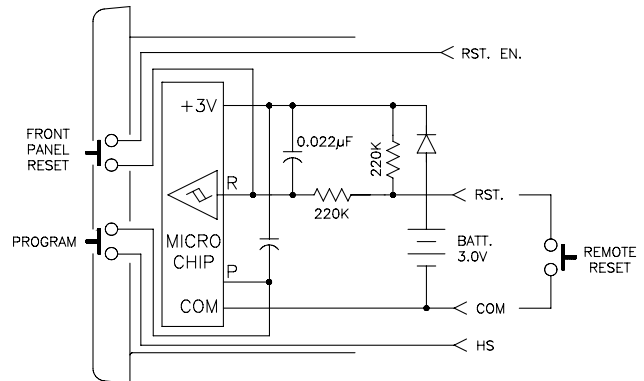 RST. EN.
+3V
FRONT
PANEL
RESET
0.022µF
220K
R
RST.
220K
PROGRAM
MICRO
CHIP
BATT.
3.0V
REMOTE
RESET
P
COM
COM
HS